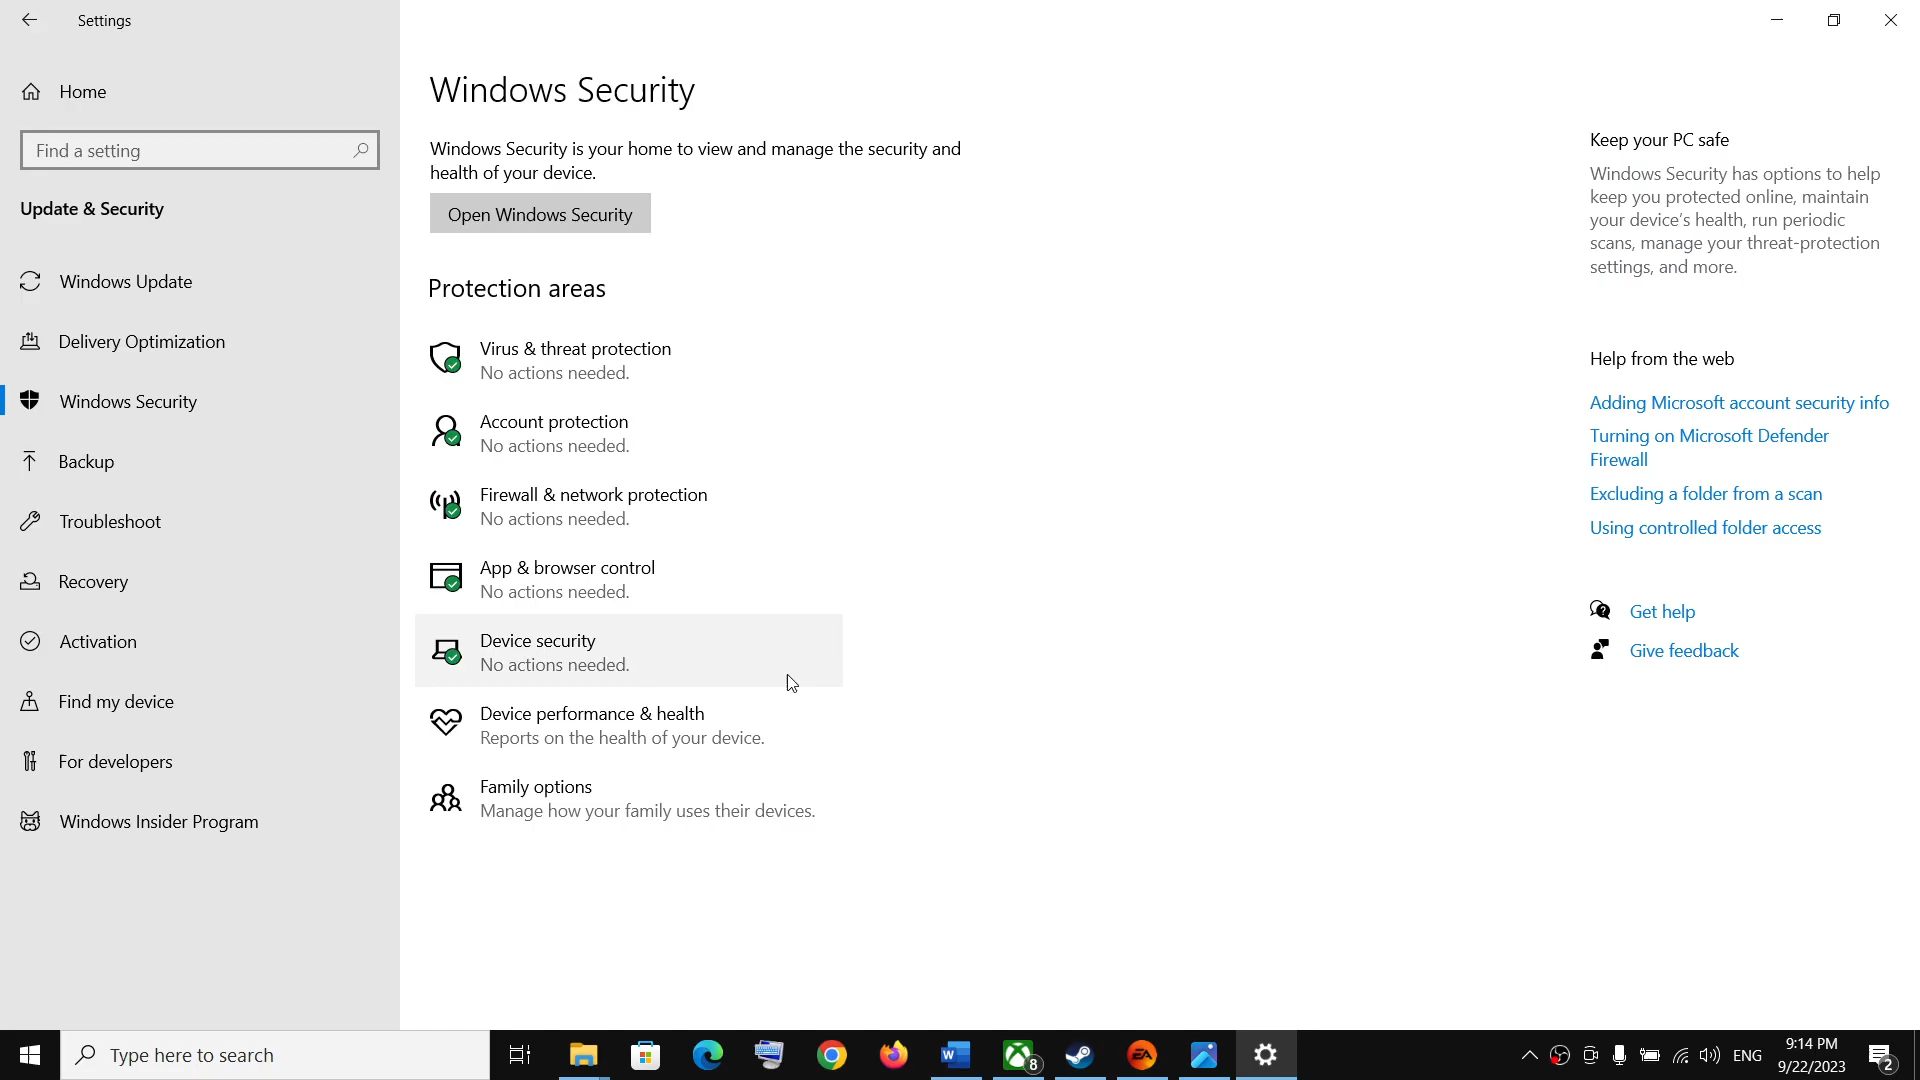 Settings
Home
Find a setting
Update & Security
Windows Update
Delivery Optimization
Windows Security
Backup
Troubleshoot
Recovery
Activation
Find my device
For developers
Windows Insider Program
Windows Security
Windows Security is your home to view and manage the security and
health of your device.
Open Windows Security
Protection areas
Virus & threat protection
No actions needed.
Account protection
No actions needed.
Firewall & network protection
No actions needed.
App & browser control
No actions needed.
Device security
No actions needed.
Device performance & health
Reports on the health of your device.
Family options
Manage how your family uses their devices.
Keep your PC safe
Windows Security has options to help
keep you protected online, maintain
your device's health, run periodic
scans, manage your threat-protection
settings, and more.
Help from the web
Adding Microsoft account security info
Turning on Microsoft Defender
Firewall
Excluding a folder from a scan
Using controlled folder access
Get help
Give feedback
Type here to search
W
8
EA
ENG
9:14 PM
9/22/2023
2